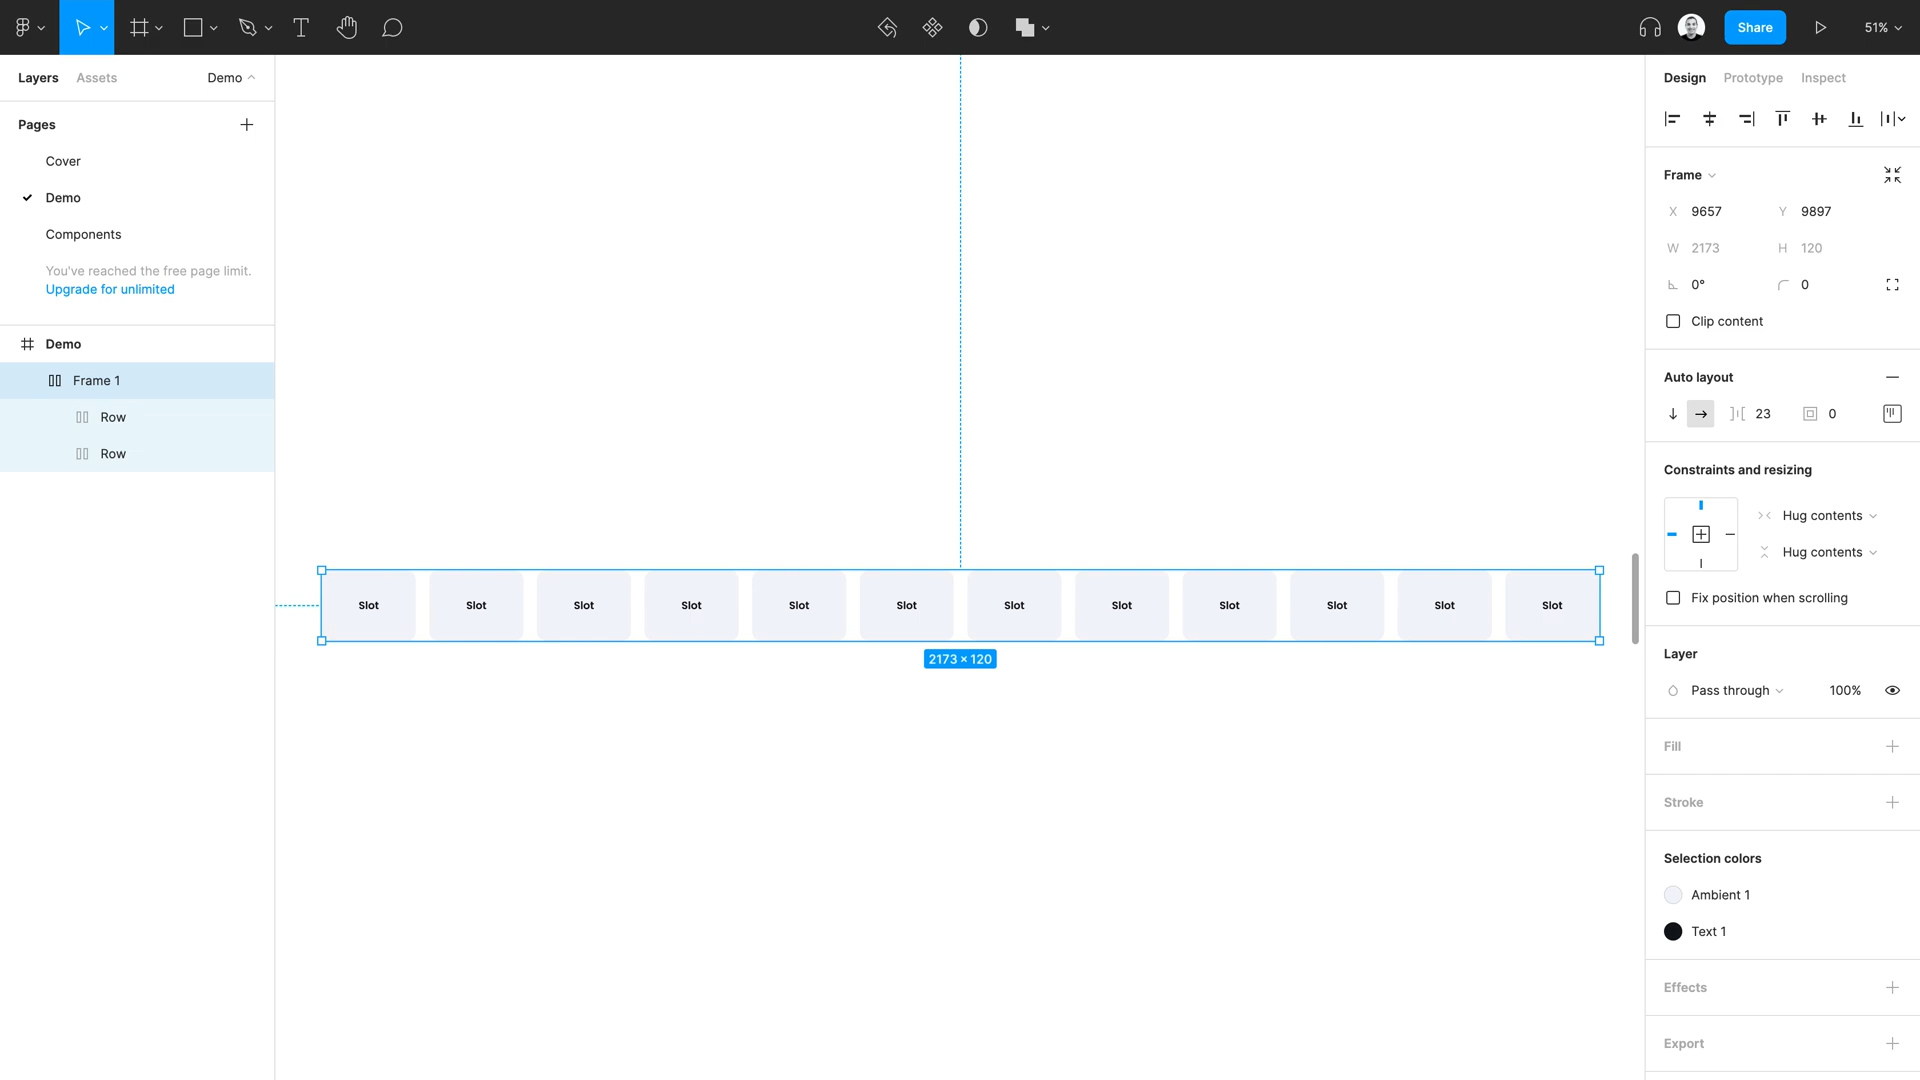 Share
51%
Layers
Assets
Demo
Pages
Cover
Demo
Components
You've reached the free page limit.
Upgrade for unlimited
Demo
Frame 1
Row
Row
Slot Slot Slot Slot Slot Slot Slot Slot Slot Slot Slot Slot
2173 × 120
Design
Prototype
Inspect
Frame
X 9657 Y 9897
W 2173 H 120
0° 0
Clip content
Auto layout
23 0
Constraints and resizing
Hug contents
Hug contents
Fix position when scrolling
Layer
Pass through 100%
Fill
Stroke
Selection colors
Ambient 1
Text 1
Effects
Export